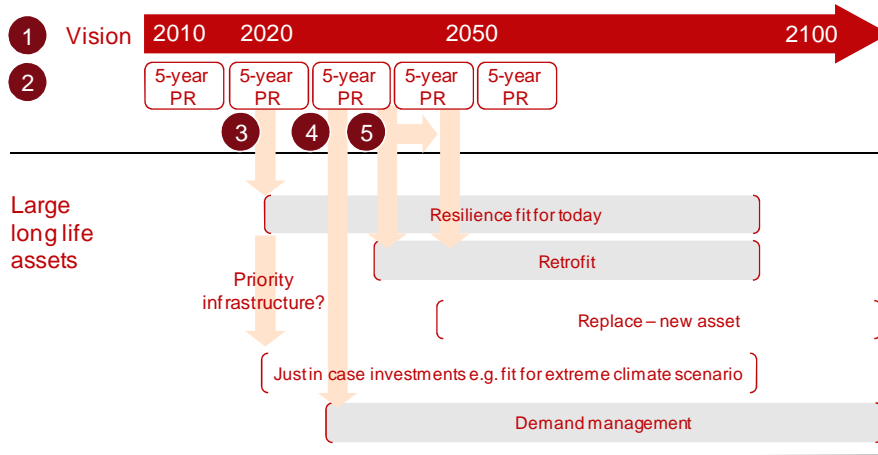 1 Vision 2010 2020 2050 2100
2 5-year 5-year 5-year 5-year 5-year
PR PR PR PR PR
3 4 5
Large
long life
assets
Resilience fit for today
Retrofit
Priority
infrastructure?
Replace – new asset
Just in case investments e.g. fit for extreme climate scenario
Demand management